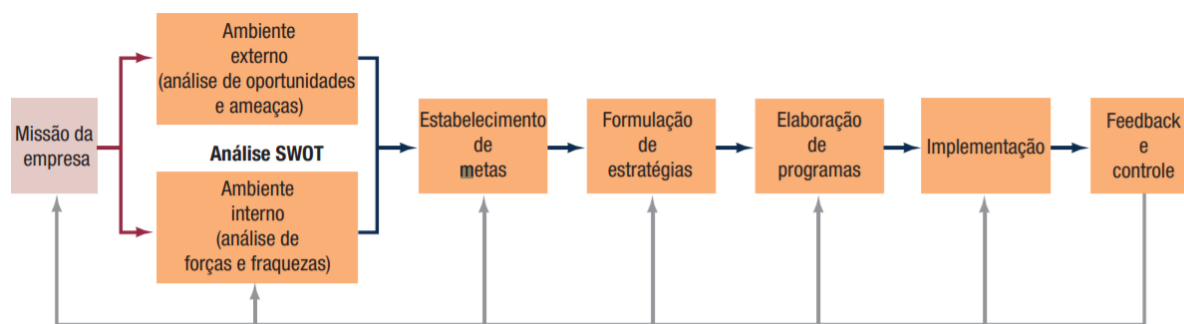 Missão da
empresa
Ambiente
externo
(análise de oportunidades
e ameaças)
Análise SWOT
Ambiente
interno
(análise de
forças e fraquezas)
Estabelecimento
de
metas
Formulação
de
estratégias
Elaboração
de
programas
Implementação
Feedback
e
controle